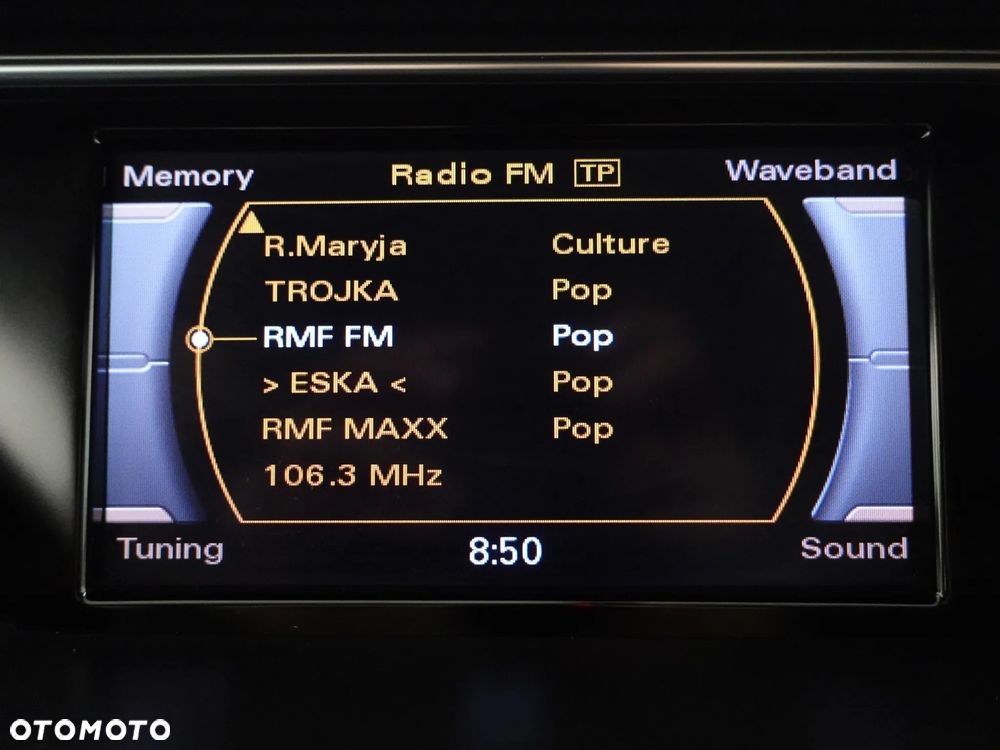 Memory Radio FM TP Waveband
R.Maryja Culture
TROJKA Pop
RMF FM Pop
> ESKA < Pop
RMF MAXX Pop
106.3 MHz
Tuning 8:50 Sound
OTOMOTO